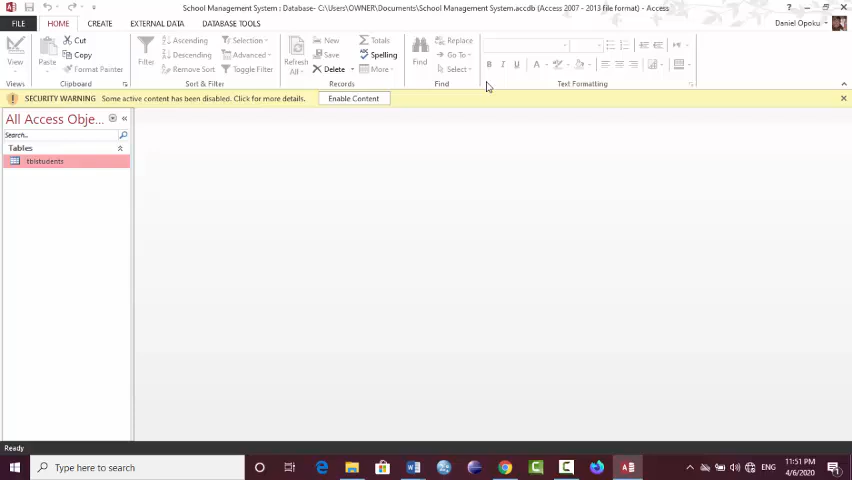 School Management System : Database- C:\Users\OWNER\Documents\School Management System.accdb (Access 2007 - 2013 file format) - Access
FILE HOME CREATE EXTERNAL DATA DATABASE TOOLS Daniel Opoku
View
Views
Paste
Cut
Copy
Format Painter
Clipboard
Filter
Ascending
Descending
Remove Sort
Selection
Advanced
Toggle Filter
Sort & Filter
Refresh
All
New
Save
Delete
Totals
Spelling
More
Records
Find
Replace
Go To
Select
Find
B I U A
Text Formatting
SECURITY WARNING Some active content has been disabled. Click for more details. Enable Content
All Access Obje...
Search..
Tables
tblstudents
Ready
Type here to search
ENG
11:51 PM
4/6/2020